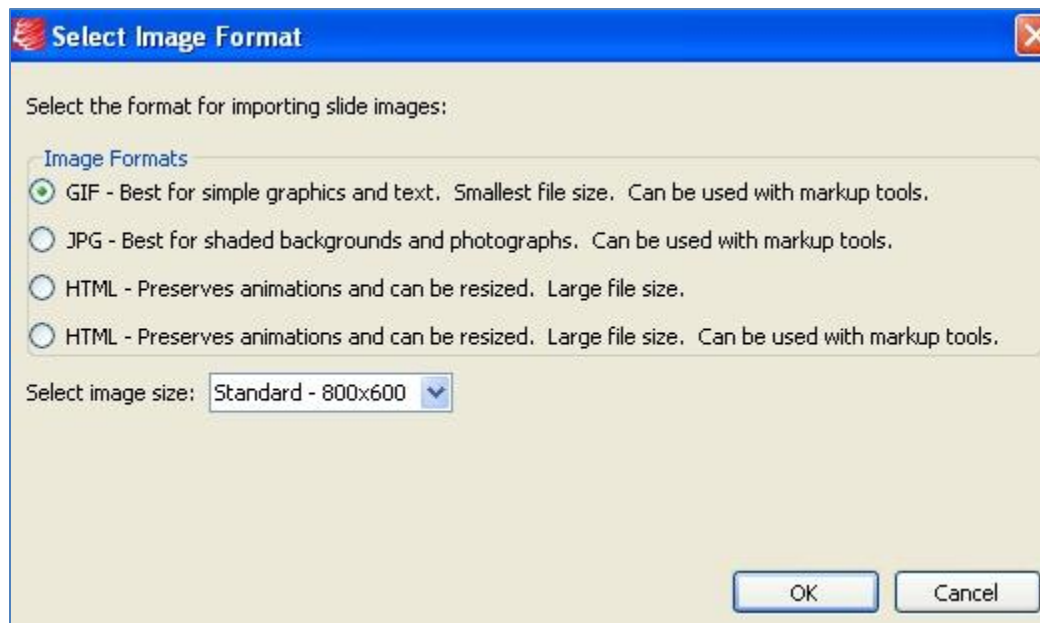 Select Image Format
Select the format for importing slide images:
Image Formats
GIF - Best for simple graphics and text.  Smallest file size.  Can be used with markup tools.
JPG - Best for shaded backgrounds and photographs.  Can be used with markup tools.
HTML - Preserves animations and can be resized.  Large file size.
HTML - Preserves animations and can be resized.  Large file size.  Can be used with markup tools.
Select image size: Standard - 800x600
OK Cancel